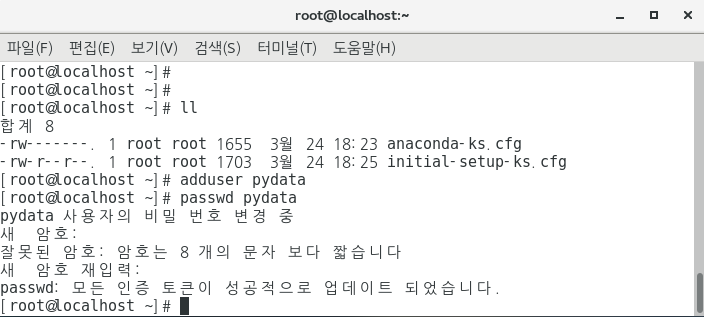 root@localhost:~
파일(F) 편집(E) 보기(V) 검색(S) 터미널(T) 도움말(H)
[root@localhost ~]#
[root@localhost ~]#
[root@localhost ~]# ll
합계 8
-rw-------. 1 root root 1655 3월 24 18:23 anaconda-ks.cfg
-rw-r--r--. 1 root root 1703 3월 24 18:25 initial-setup-ks.cfg
[root@localhost ~]# adduser pydata
[root@localhost ~]# passwd pydata
pydata 사용자의 비밀 번호 변경 중
새 암호:
잘못된 암호: 암호는 8 개의 문자 보다 짧습니다
새 암호 재입력:
passwd: 모든 인증 토큰이 성공적으로 업데이트 되었습니다.
[root@localhost ~]#